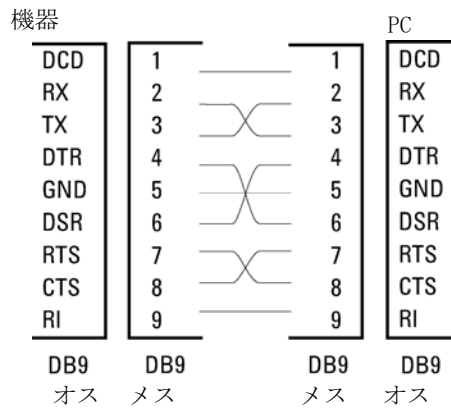 機器 PC
DCD 1 1 DCD
RX 2 2 RX
TX 3 3 TX
DTR 4 4 DTR
GND 5 5 GND
DSR 6 6 DSR
RTS 7 7 RTS
CTS 8 8 CTS
RI 9 9 RI
DB9 DB9 DB9 DB9
オス メス メス オス